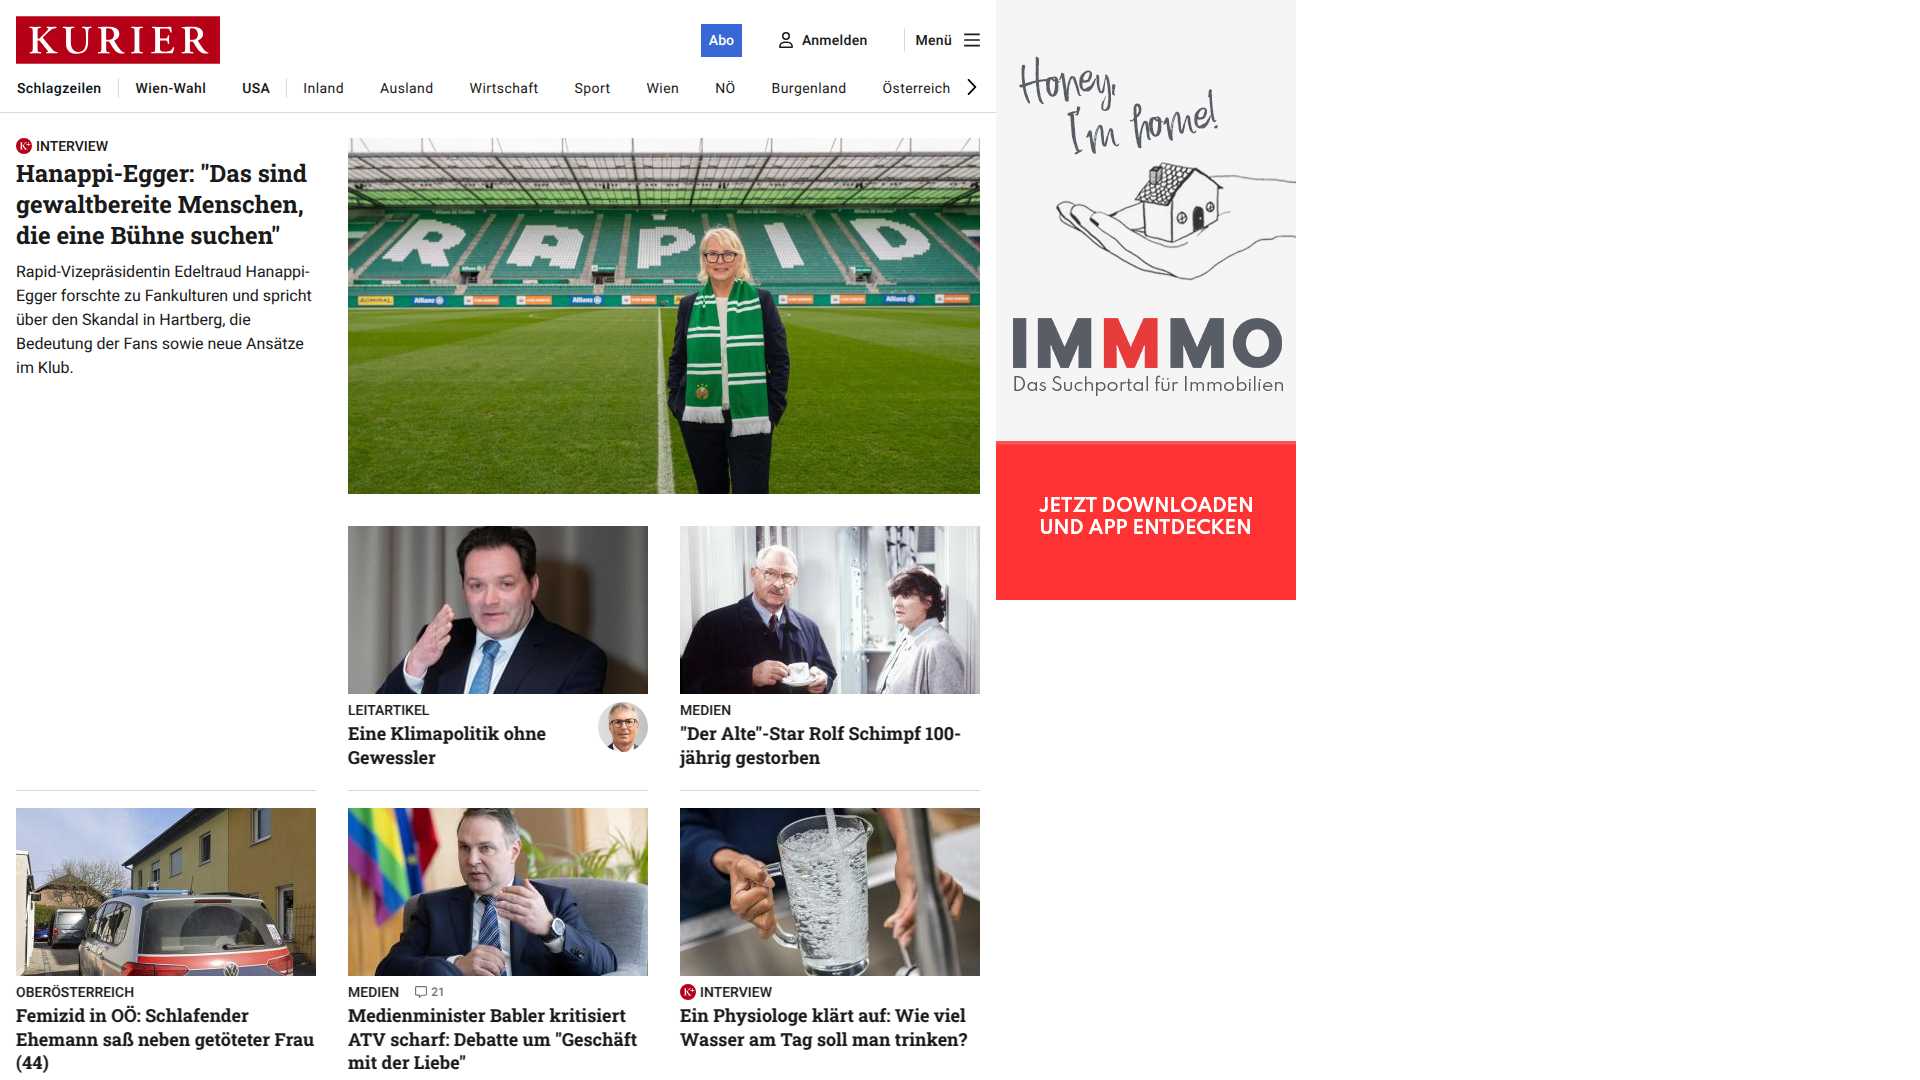 KURIER
Abo
Anmelden
Menü
Schlagzeilen
Wien-Wahl
USA
Inland
Ausland
Wirtschaft
Sport
Wien
NÖ
Burgenland
Österreich
INTERVIEW
Hanappi-Egger: "Das sind
gewaltbereite Menschen,
die eine Bühne suchen"
Rapid-Vizepräsidentin Edeltraud Hanappi-
Egger forschte zu Fankulturen und spricht
über den Skandal in Hartberg, die
Bedeutung der Fans sowie neue Ansätze
im Klub.
RAPID
Allianz
LEITARTIKEL
Eine Klimapolitik ohne
Gewessler
MEDIEN
"Der Alte"-Star Rolf Schimpf 100-
jährig gestorben
OBERÖSTERREICH
Femizid in OÖ: Schlafender
Ehemann saß neben getöteter Frau
(44)
MEDIEN 21
Medienminister Babler kritisiert
ATV scharf: Debatte um "Geschäft
mit der Liebe"
INTERVIEW
Ein Physiologe klärt auf: Wie viel
Wasser am Tag soll man trinken?
Honey,
I'm home!
IMMMO
Das Suchportal für Immobilien
JETZT DOWNLOADEN
UND APP ENTDECKEN